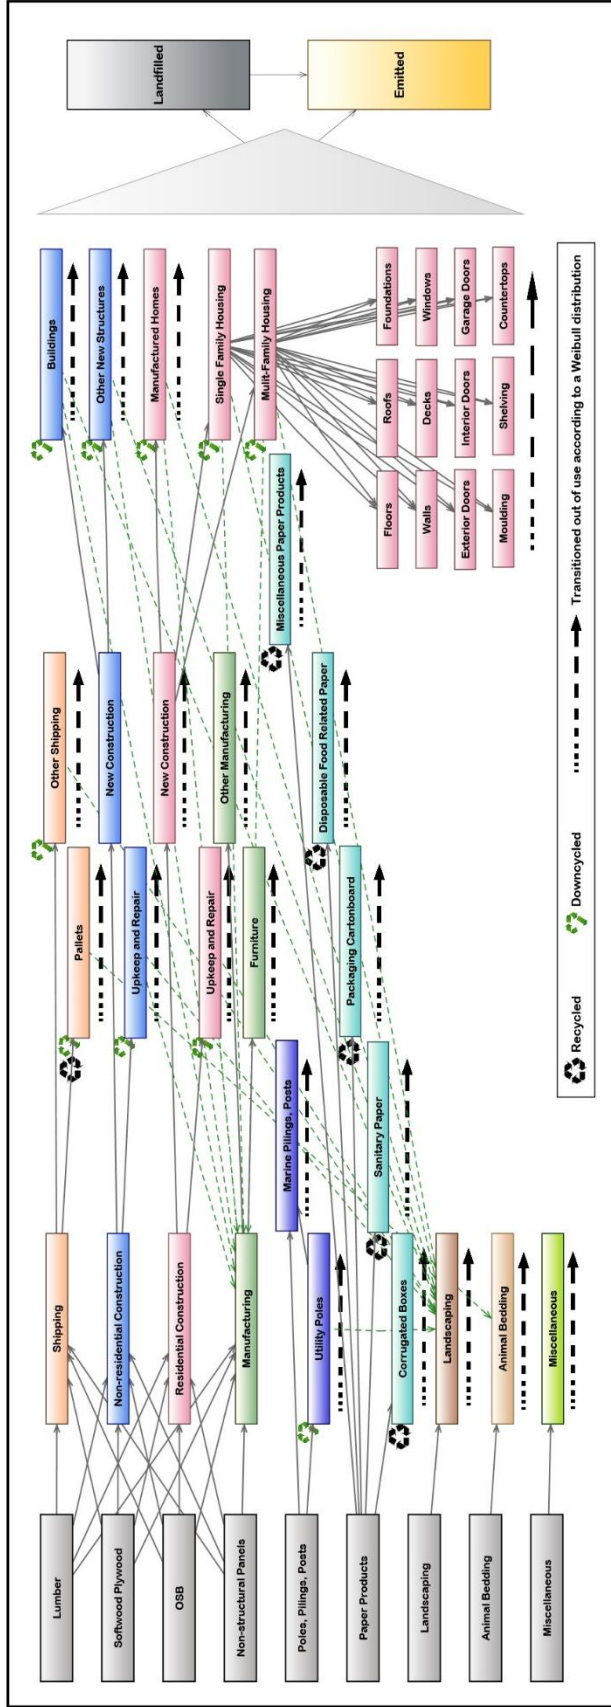 Lumber
Softwood Plywood
OSB
Non-structural Panels
Poles, Pilings, Posts
Paper Products
Landscaping
Animal Bedding
Miscellaneous
Shipping
Non-residential Construction
Residential Construction
Manufacturing
Utility Poles
Corrugated Boxes
Landscaping
Animal Bedding
Miscellaneous
Marine Pilings, Posts
Sanitary Paper
Pallets
Upkeep and Repair
Upkeep and Repair
Furniture
Packaging Cartonboard
Other Shipping
New Construction
New Construction
Other Manufacturing
Disposable Food Related Paper
Miscellaneous Paper Products
Buildings
Other New Structures
Manufactured Homes
Single Family Housing
Mulit-Family Housing
Floors
Roofs
Foundations
Walls
Decks
Windows
Exterior Doors
Interior Doors
Garage Doors
Moulding
Shelving
Countertops
Landfilled
Emitted
Recycled
Downcycled
Transitioned out of use according to a Weibull distribution